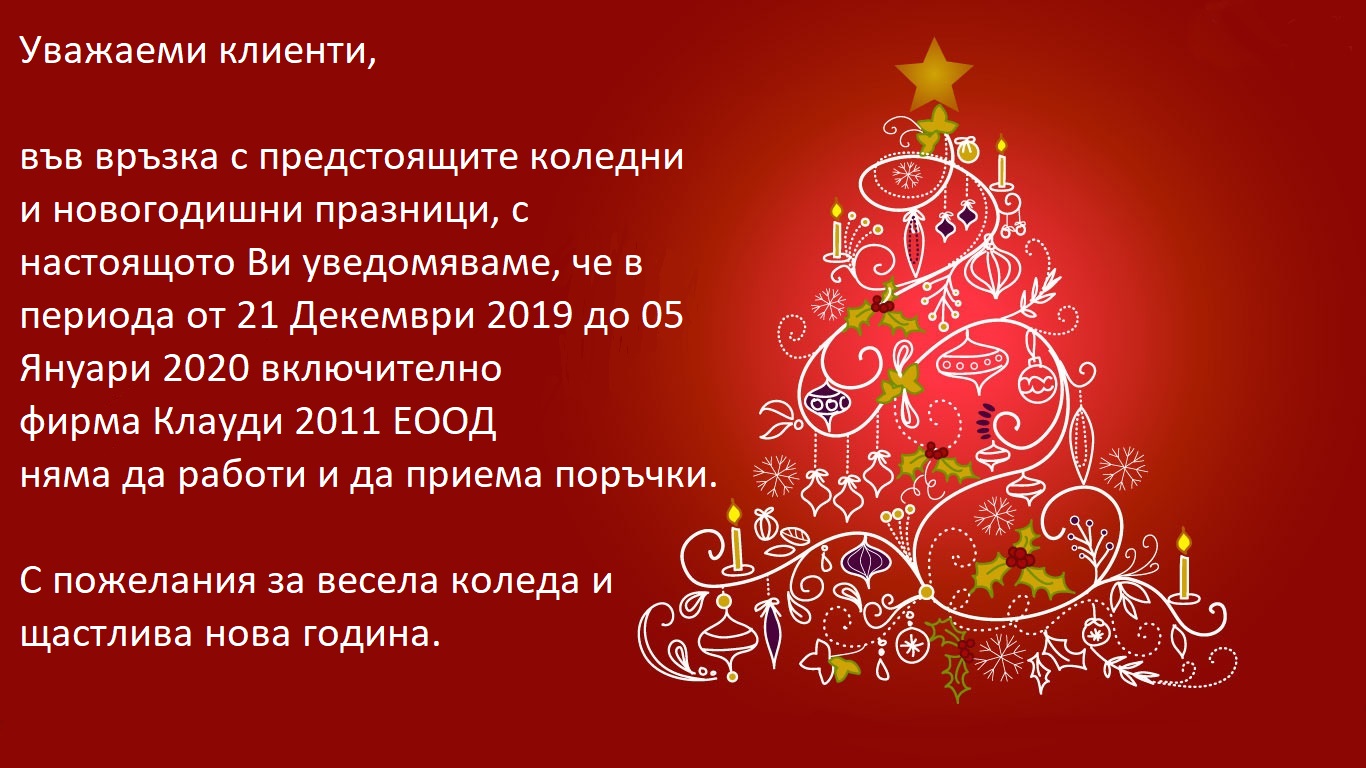 Уважаеми клиенти,
във връзка с предстоящите коледни
и новогодишни празници, с
настоящото Ви уведомяваме, че в
периода от 21 Декември 2019 до 05
Януари 2020 включително
фирма Клауди 2011 ЕООД
няма да работи и да приема поръчки.
С пожелания за весела коледа и
щастлива нова година.